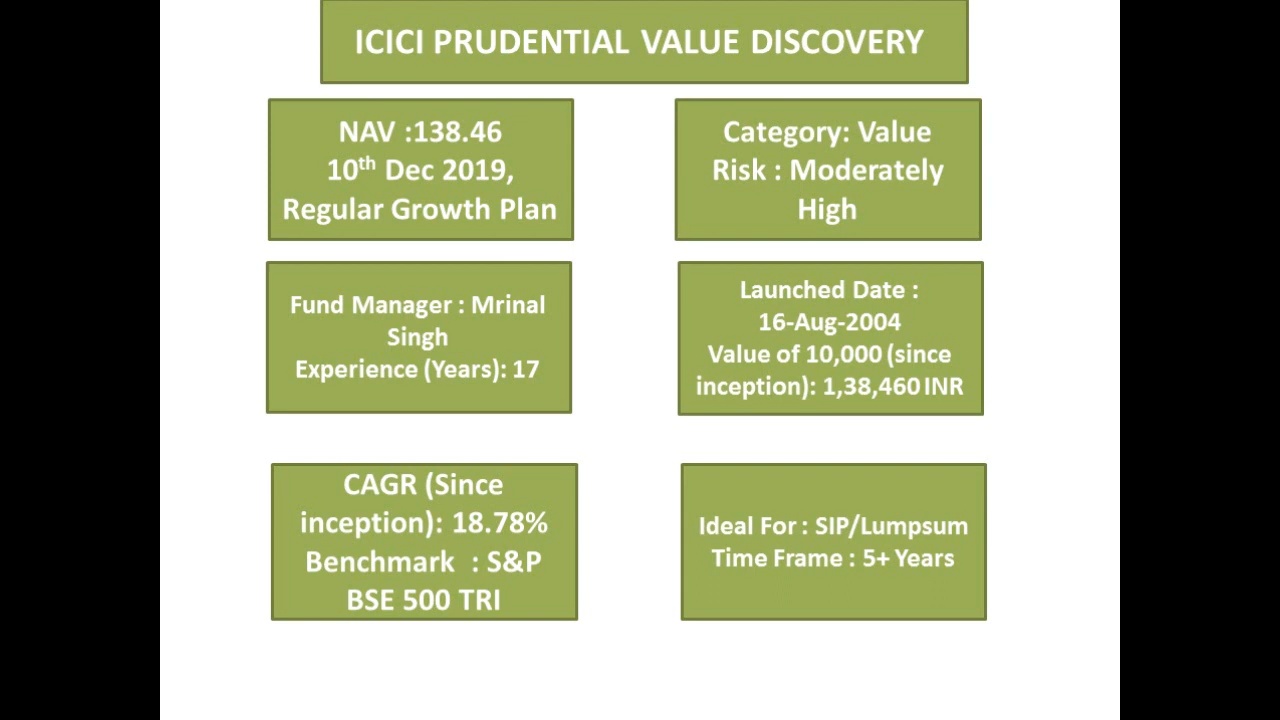 ICICI PRUDENTIAL VALUE DISCOVERY
NAV :138.46
10th Dec 2019,
Regular Growth Plan
Category: Value
Risk : Moderately
High
Fund Manager : Mrinal
Singh
Experience (Years): 17
Launched Date :
16-Aug-2004
Value of 10,000 (since
inception): 1,38,460 INR
CAGR (Since
inception): 18.78%
Benchmark : S&P
BSE 500 TRI
Ideal For : SIP/Lumpsum
Time Frame : 5+ Years